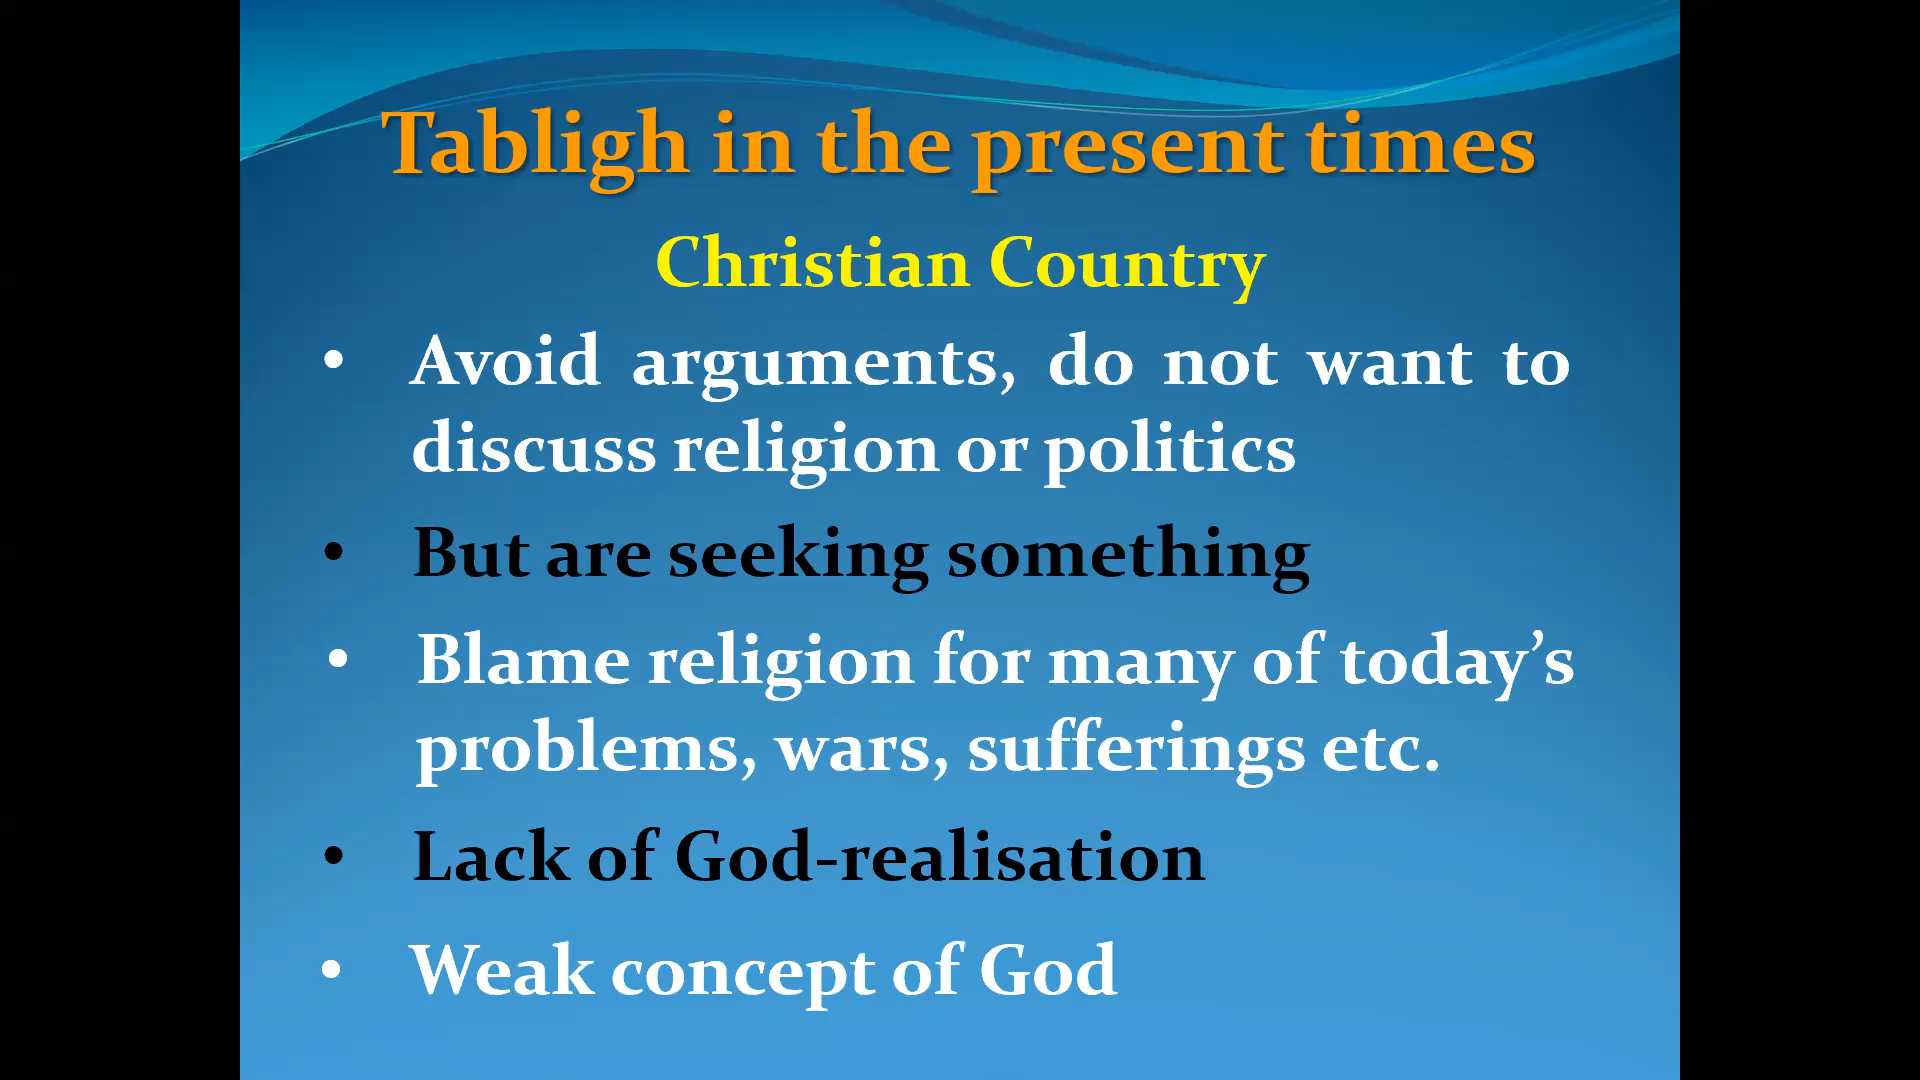 Tabligh in the present times
Christian Country
• Avoid arguments, do not want to
discuss religion or politics
• But are seeking something
• Blame religion for many of today’s
problems, wars, sufferings etc.
• Lack of God-realisation
• Weak concept of God